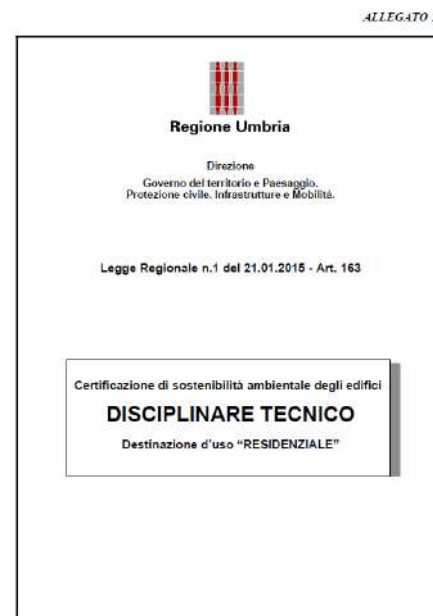 ALLEGATO
Regione Umbria
Direzione
Governo del territorio e Paesaggio.
Protezione civile. Infrastrutture e Mobilità.
Legge Regionale n.1 del 21.01.2015 - Art. 163
Certificazione di sostenibilità ambientale degli edifici
DISCIPLINARE TECNICO
Destinazione d'uso "RESIDENZIALE"